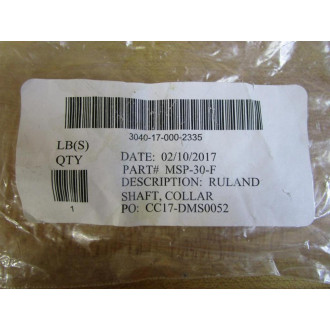 3040-17-000-2335
LB(S)
QTY
1
DATE: 02/10/2017
PART# MSP-30-F
DESCRIPTION: RULAND
SHAFT, COLLAR
PO: CC17-DMS0052